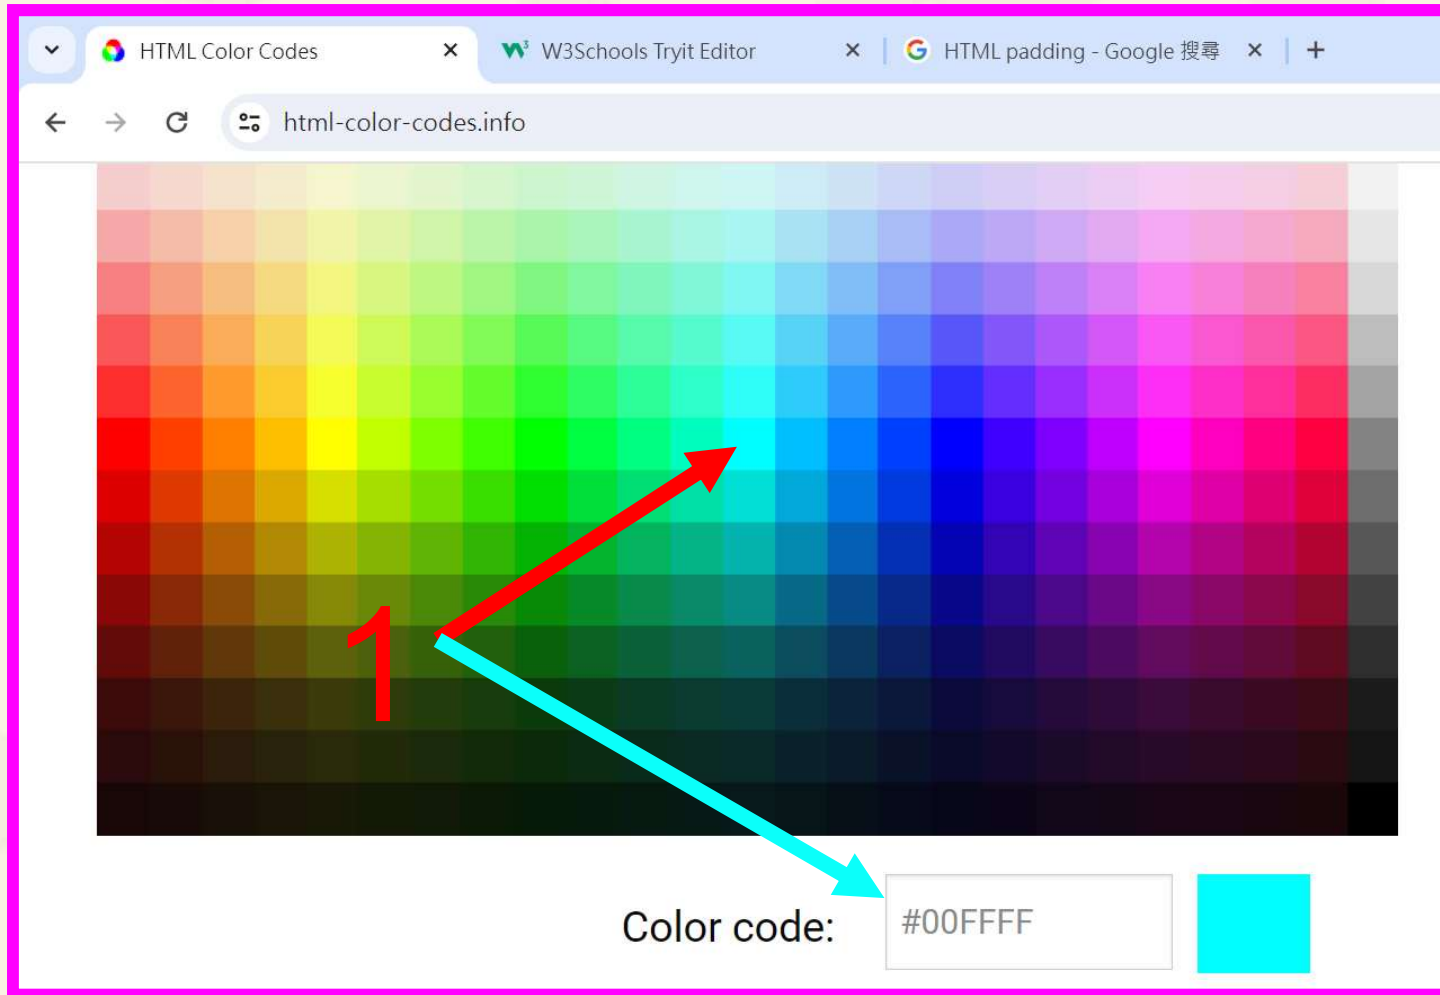 HTML Color Codes
W3Schools Tryit Editor
HTML padding - Google 搜尋
html-color-codes.info
1
Color code:
#00FFFF